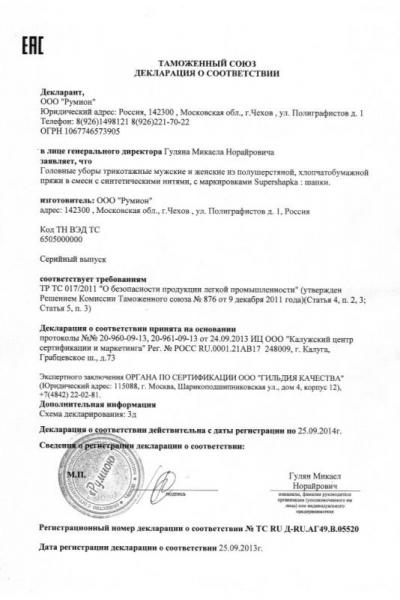 EAC
ТАМОЖЕННЫЙ СОЮЗ
ДЕКЛАРАЦИЯ О СООТВЕТСТВИИ
Декларант,
ООО "Румион"
Юридический адрес: Россия, 142300 , Московская обл., г.Чехов , ул. Полиграфистов д. 1
Телефон: 8(926)1498121 8(926)221-70-22
ОГРН 1067746573905
в лице генерального директора Гуляна Микаела Норайровича
заявляет, что
Головные уборы трикотажные мужские и женские из полушерстяной, хлопчатобумажной
пряжи в смеси с синтетическими нитями, с маркировками Supershapka : шапки.
изготовитель: ООО "Румион"
адрес: 142300 , Московская обл., г.Чехов , ул. Полиграфистов д. 1, Россия
Код ТН ВЭД ТС
6505000000
Серийный выпуск
соответствует требованиям
ТР ТС 017/2011 "О безопасности продукции легкой промышленности" (утвержден
Решением Комиссии Таможенного союза № 876 от 9 декабря 2011 года)(Статья 4, п. 2, 3;
Статья 5, п. 3)
Декларация о соответствии принята на основании
протоколы №№ 20-960-09-13, 20-961-09-13 от 24.09.2013 ИЦ ООО "Калужский центр
сертификации и маркетинга" Рег. № РОСС RU.0001.21АВ17 248009, г. Калуга,
Грабцевское ш., д.73
Экспертного заключения ОРГАНА ПО СЕРТИФИКАЦИИ ООО "ГИЛЬДИЯ КАЧЕСТВА"
(Юридический адрес: 115088, г. Москва, Шарикоподшипниковская ул., дом 4, корпус 12),
+7(4842) 22-02-81.
Дополнительная информация
Схема декларирования: 3д
Декларация о соответствии действительна с даты регистрации по 25.09.2014г.
Сведения о регистрации декларации о соответствии:
М.П.
«Румион»
подпись
Гулян Микаел
Норайрович
инициалы, фамилия руководителя
организации (уполномоченного им
лица) или индивидуального
предпринимателя
Регистрационный номер декларации о соответствии № ТС RU Д-RU.АГ49.В.05520
Дата регистрации декларации о соответствии 25.09.2013г.